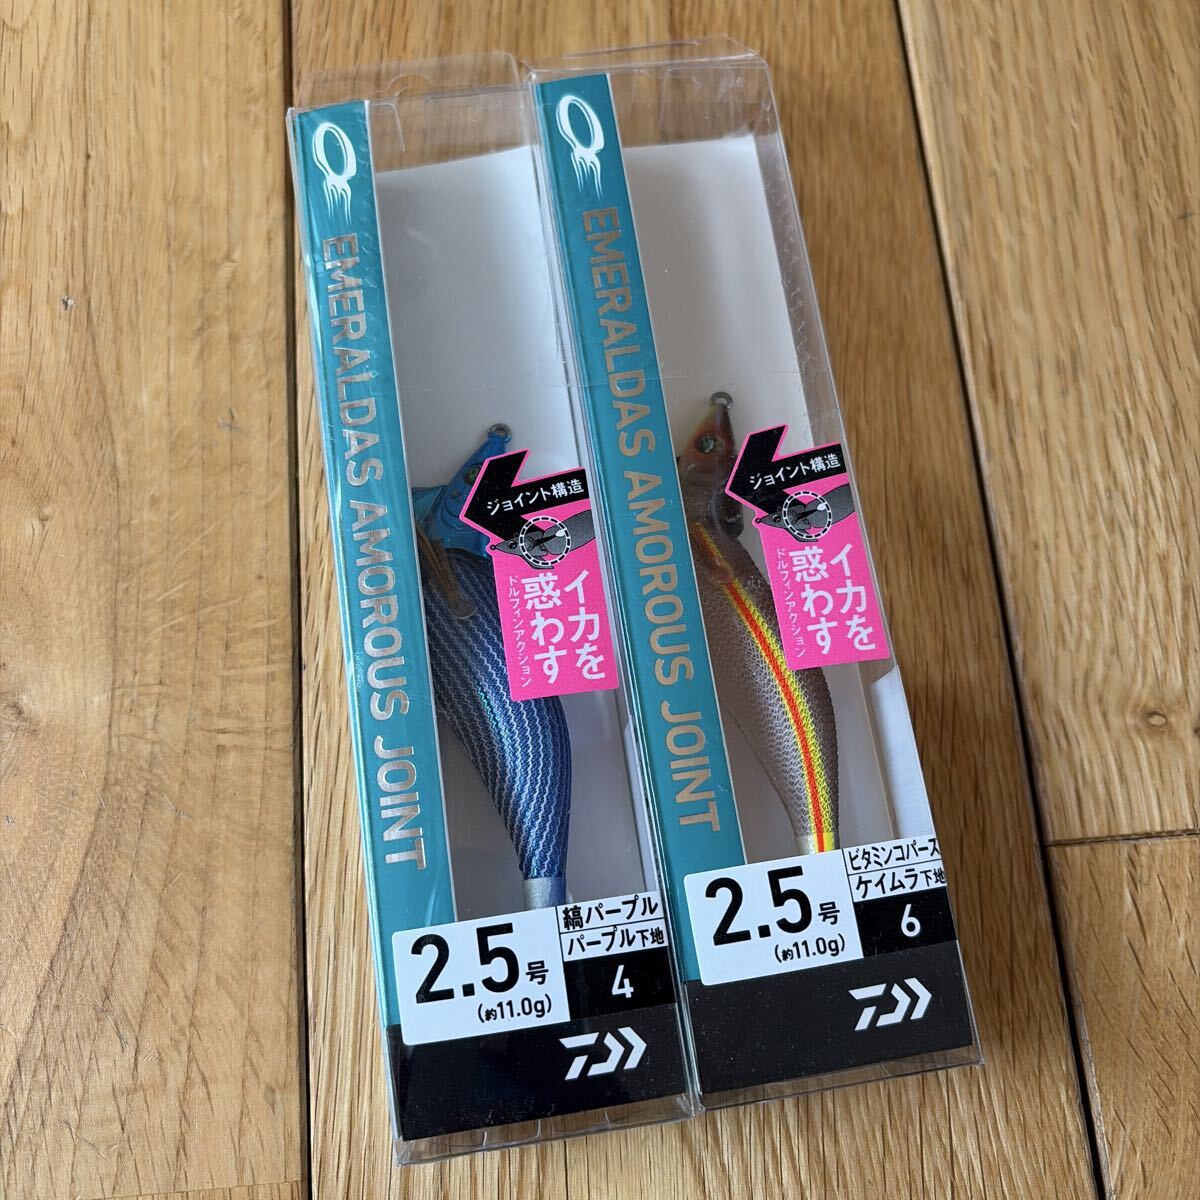 EMERALDAS AMOROUS JOINT
ジョイント構造
イカを
惑わす
ドルフィンアクション
2.5号
(約11.0g)
縞パープル
パープル下地
4
EMERALDAS AMOROUS JOINT
ジョイント構造
イカを
惑わす
ドルフィンアクション
2.5号
(約11.0g)
ビタミンコパース
ケイムラ下地
6